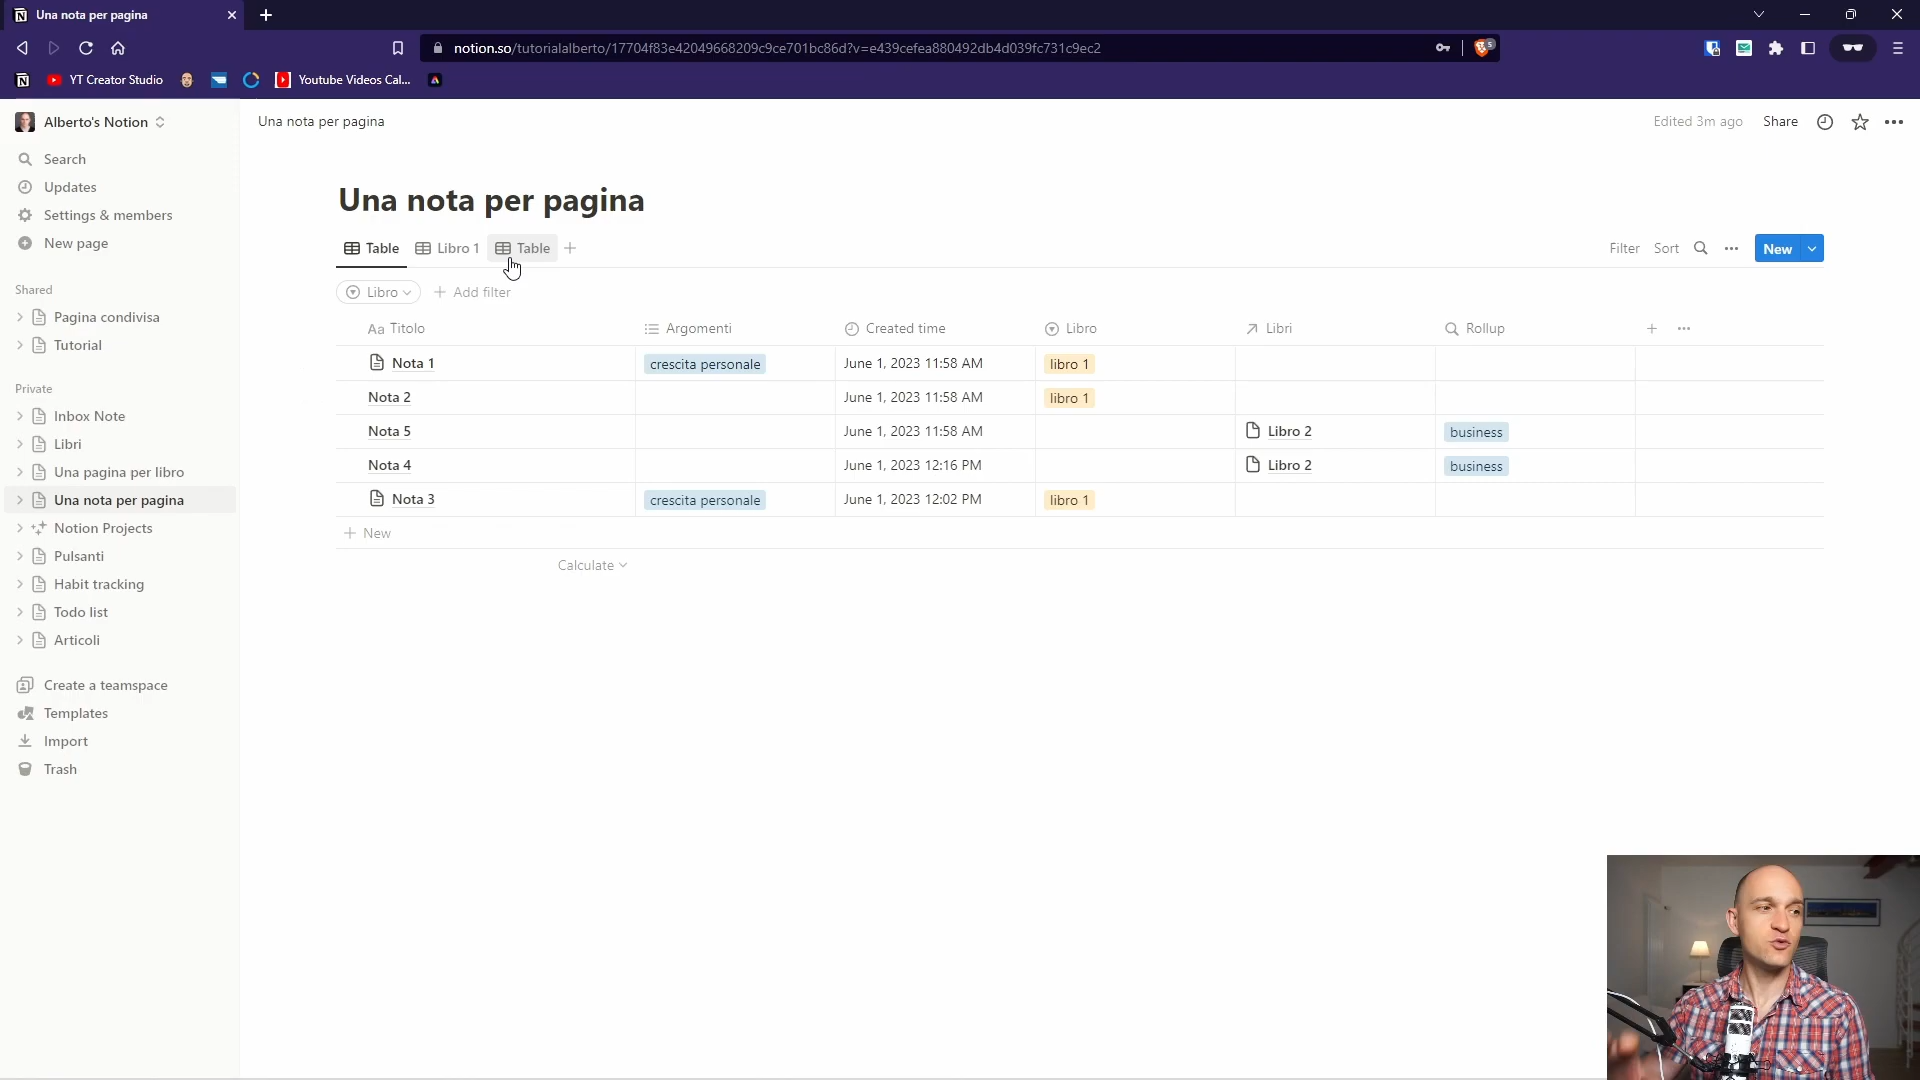 Una nota per pagina
notion.so/tutorialalberto/17704f83e42049668209c9ce701bc86d?v=e439cefea880492db4d039fc731c9ec2
5
YT Creator Studio
Youtube Videos Cal...
Alberto's Notion
Una nota per pagina
Edited 3m ago
Share
Search
Updates
Settings & members
New page
Shared
Pagina condivisa
Tutorial
Private
Inbox Note
Libri
Una pagina per libro
Una nota per pagina
Notion Projects
Pulsanti
Habit tracking
Todo list
Articoli
Create a teamspace
Templates
Import
Trash
Una nota per pagina
Table Libro 1 Table
Filter Sort New
Libro Add filter
Aa Titolo Argomenti Created time Libro Libri Rollup
Nota 1 crescita personale June 1, 2023 11:58 AM libro 1
Nota 2 June 1, 2023 11:58 AM libro 1
Nota 5 June 1, 2023 11:58 AM Libro 2 business
Nota 4 June 1, 2023 12:16 PM Libro 2 business
Nota 3 crescita personale June 1, 2023 12:02 PM libro 1
New
Calculate